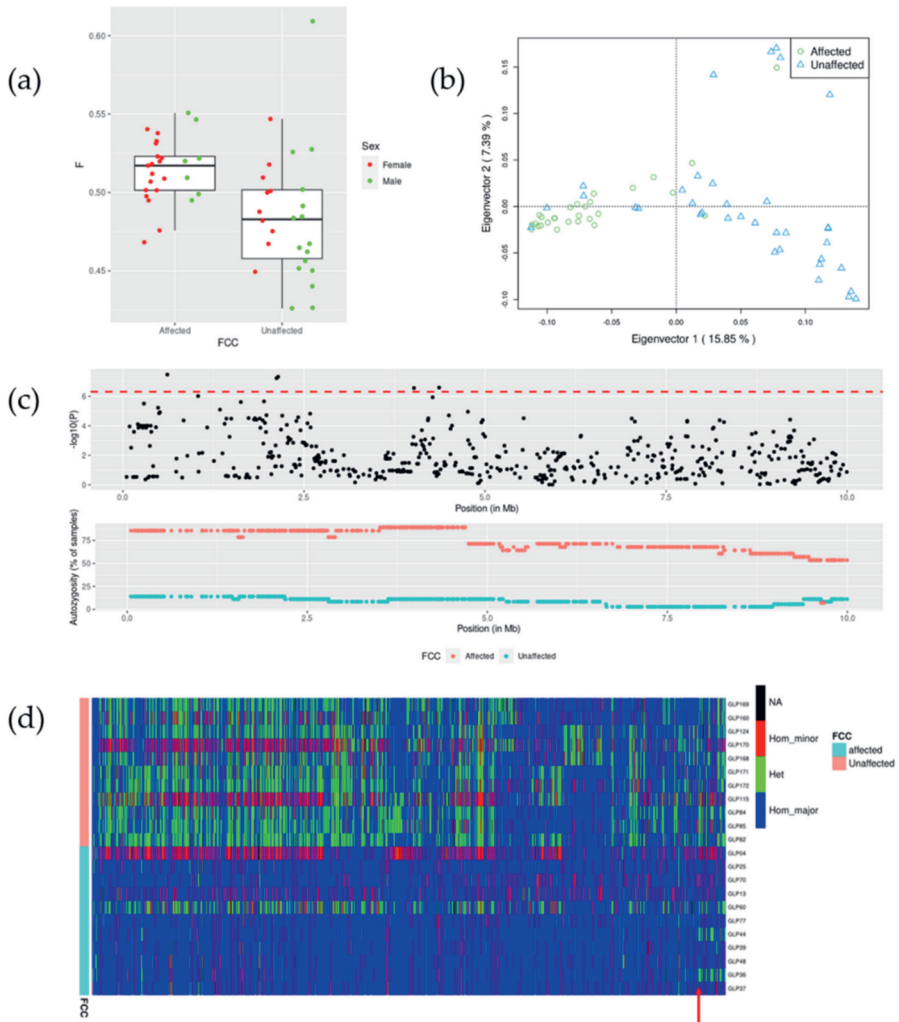 (a)
0.60
0.55
0.50
0.45
F
Affected
Unaffected
FCC
Sex
Female
Male
(b)
Affected
Unaffected
0.15
0.10
0.05
0.00
-0.05
-0.10
Eigenvector 2 ( 7.39 % )
-0.10
-0.05
0.00
0.05
0.10
Eigenvector 1 ( 15.85 % )
(c)
-log10(P)
6
4
2
0
0.0
2.5
5.0
7.5
10.0
Position (in Mb)
Autozygosity (% of samples)
75
50
25
0
0.0
2.5
5.0
7.5
10.0
Position (in Mb)
FCC
Affected
Unaffected
(d)
GLP169
GLP160
GLP124
GLP170
GLP168
GLP171
GLP172
GLP115
GLP84
GLP85
GLP82
GLP04
GLP25
GLP70
GLP13
GLP60
GLP77
GLP44
GLP39
GLP48
GLP36
GLP37
FCC
NA
Hom_minor
Het
Hom_major
FCC
affected
Unaffected